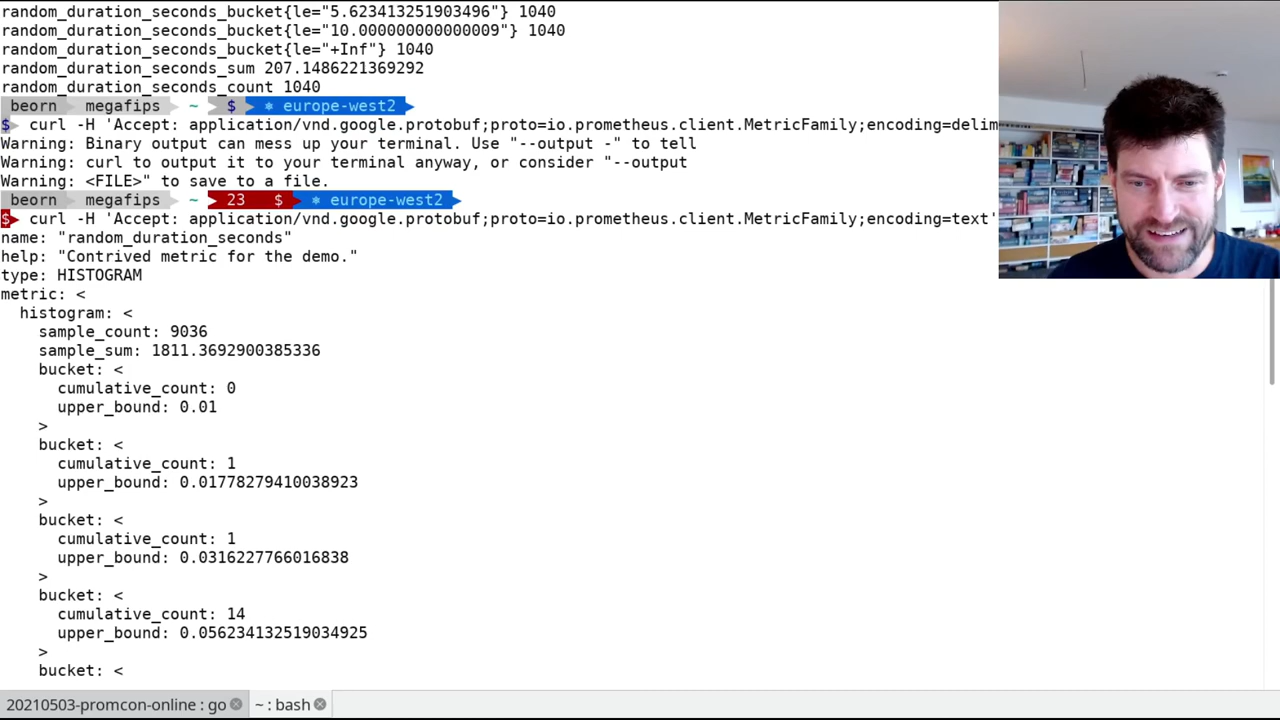 random_duration_seconds_bucket{le="5.623413251903496"} 1040
random_duration_seconds_bucket{le="10.000000000000009"} 1040
random_duration_seconds_bucket{le="+Inf"} 1040
random_duration_seconds_sum 207.1486221369292
random_duration_seconds_count 1040
beorn megafips ~ $ ⎈ europe-west2
$ curl -H 'Accept: application/vnd.google.protobuf;proto=io.prometheus.client.MetricFamily;encoding=delim
Warning: Binary output can mess up your terminal. Use "--output -" to tell
Warning: curl to output it to your terminal anyway, or consider "--output
Warning: <FILE>" to save to a file.
beorn megafips ~ 23 $ ⎈ europe-west2
$ curl -H 'Accept: application/vnd.google.protobuf;proto=io.prometheus.client.MetricFamily;encoding=text'
name: "random_duration_seconds"
help: "Contrived metric for the demo."
type: HISTOGRAM
metric: <
  histogram: <
    sample_count: 9036
    sample_sum: 1811.3692900385336
    bucket: <
      cumulative_count: 0
      upper_bound: 0.01
    >
    bucket: <
      cumulative_count: 1
      upper_bound: 0.01778279410038923
    >
    bucket: <
      cumulative_count: 1
      upper_bound: 0.0316227766016838
    >
    bucket: <
      cumulative_count: 14
      upper_bound: 0.056234132519034925
    >
    bucket: <
20210503-promcon-online : go
~ : bash